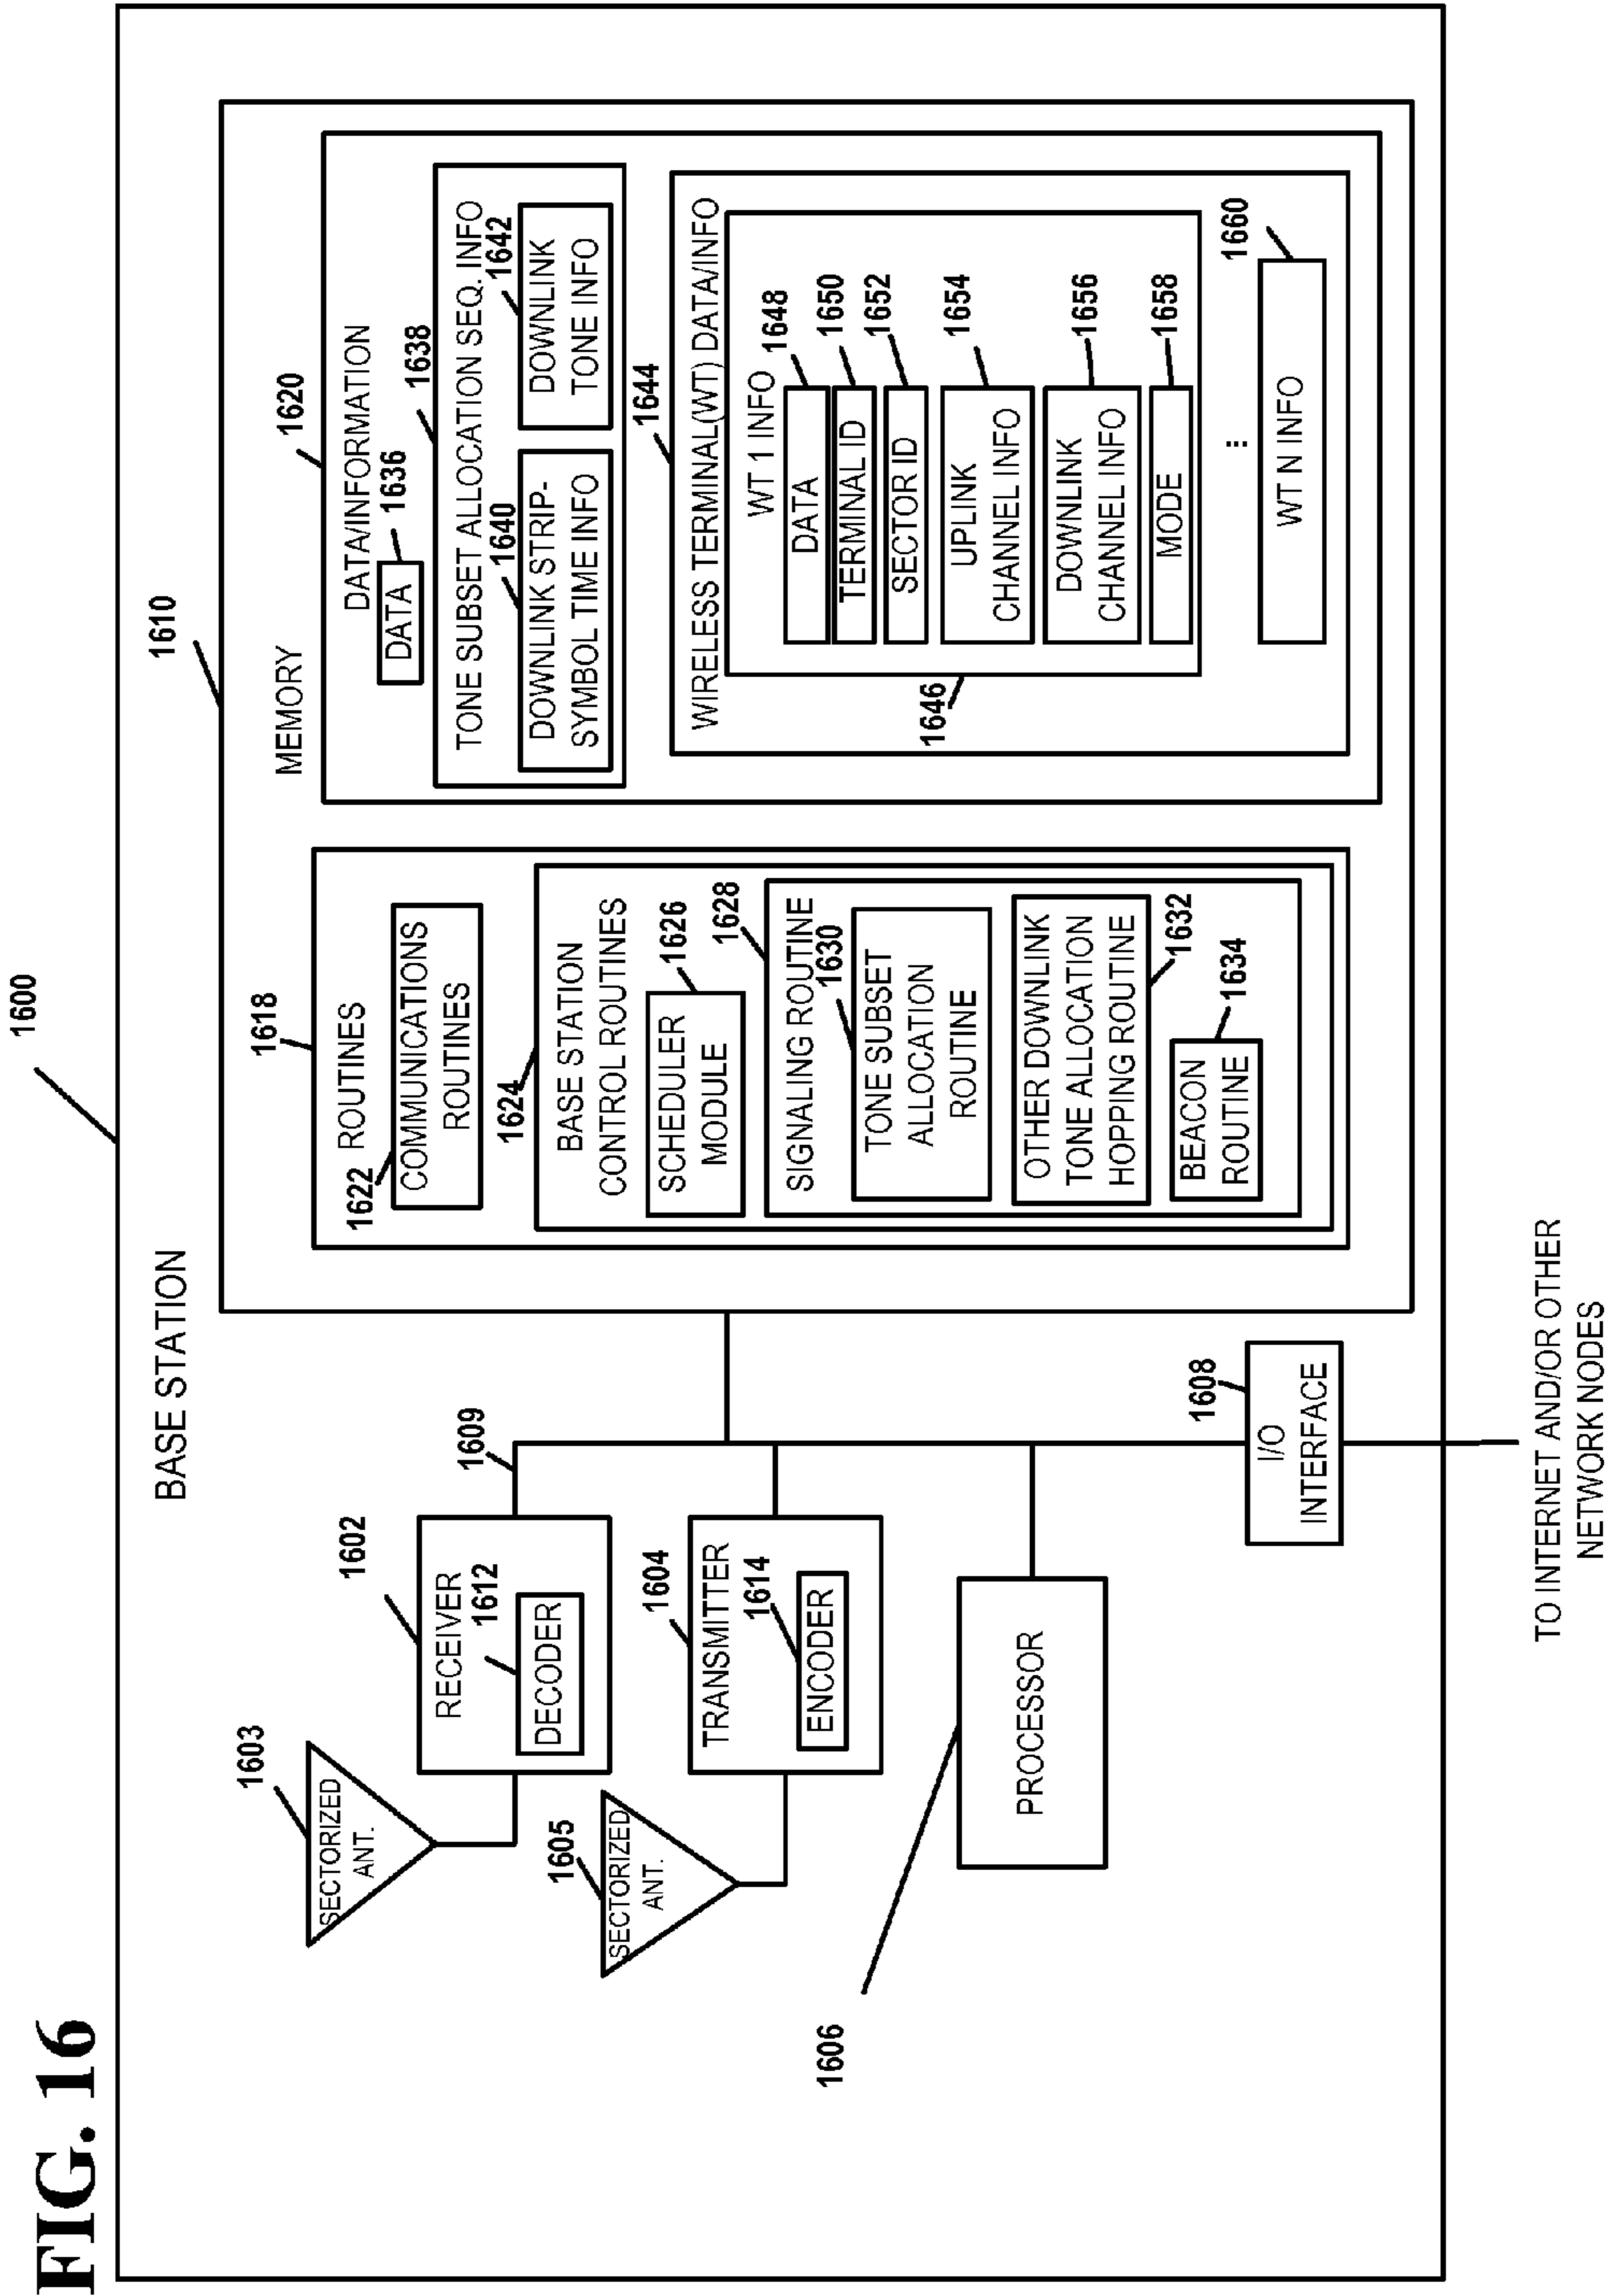 FIG. 16
1600
BASE STATION
1603
SECTORIZED
ANT.
1602
RECEIVER
1612
DECODER
1609
1605
SECTORIZED
ANT.
1604
TRANSMITTER
1614
ENCODER
1606
PROCESSOR
1608
I/O
INTERFACE
TO INTERNET AND/OR OTHER
NETWORK NODES
1610
MEMORY
1618
ROUTINES
1622
COMMUNICATIONS
ROUTINES
1624
BASE STATION
CONTROL ROUTINES
1626
SCHEDULER
MODULE
1628
SIGNALING ROUTINE
1630
TONE SUBSET
ALLOCATION
ROUTINE
OTHER DOWNLINK
TONE ALLOCATION
HOPPING ROUTINE
1632
1634
BEACON
ROUTINE
1620
DATA/INFORMATION
1636
DATA
1638
TONE SUBSET ALLOCATION SEQ. INFO
1640
DOWNLINK STRIP-
SYMBOL TIME INFO
1642
DOWNLINK
TONE INFO
1644
WIRELESS TERMINAL(WT) DATA/INFO
1646
WT 1 INFO
DATA
1648
TERMINAL ID
1650
SECTOR ID
1652
UPLINK
CHANNEL INFO
1654
DOWNLINK
CHANNEL INFO
1656
MODE
1658
...
WT N INFO
1660